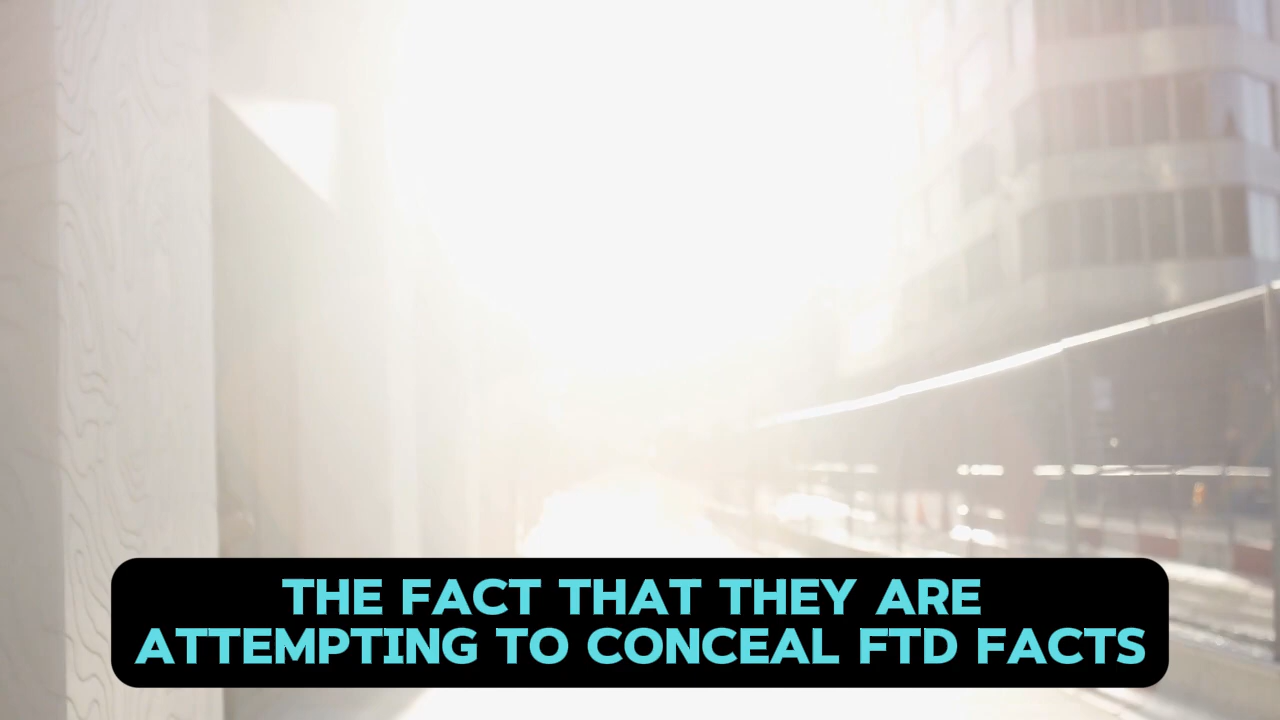 THE FACT THAT THEY ARE
ATTEMPTING TO CONCEAL FTD FACTS